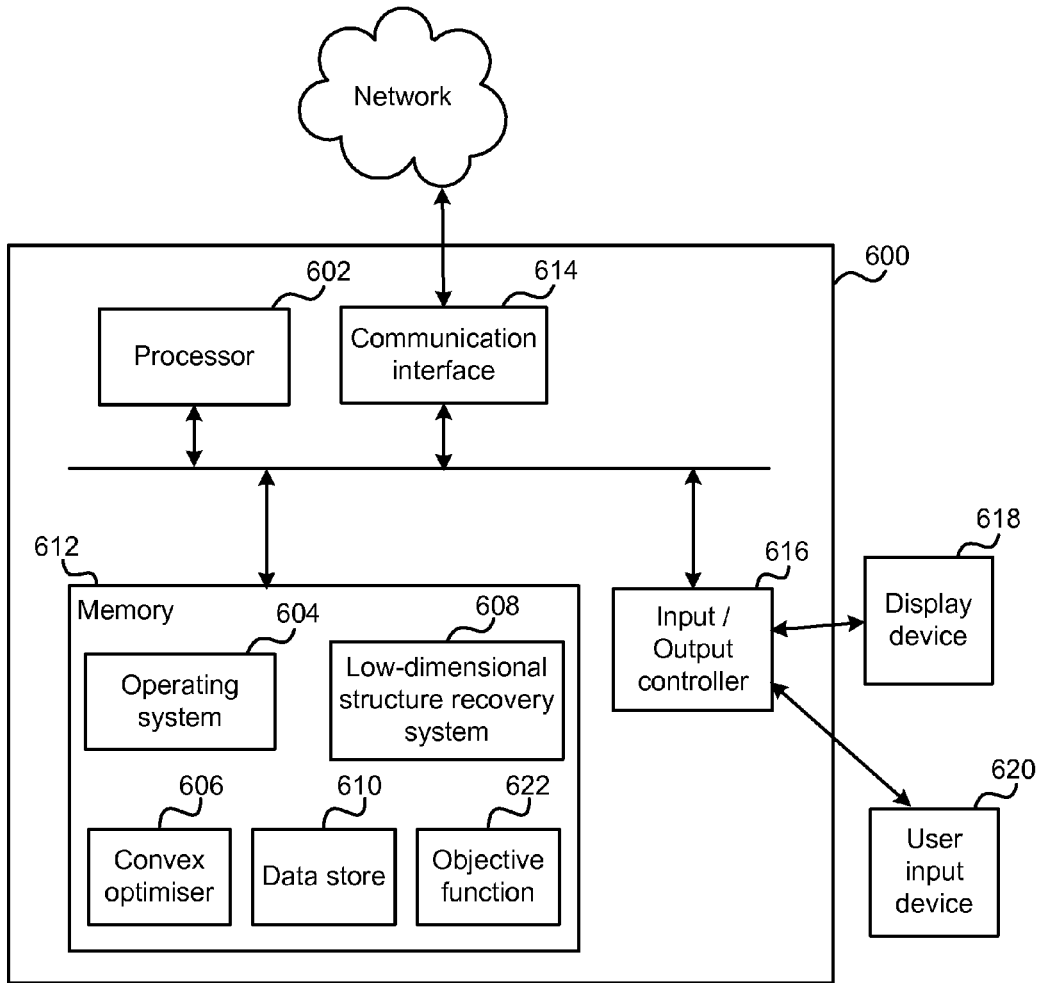 Network
600
602
614
Processor
Communication
interface
612
Memory
604
608
616
618
Operating
system
Low-dimensional
structure recovery
system
Input /
Output
controller
Display
device
606
610
622
620
Convex
optimiser
Data store
Objective
function
User
input
device